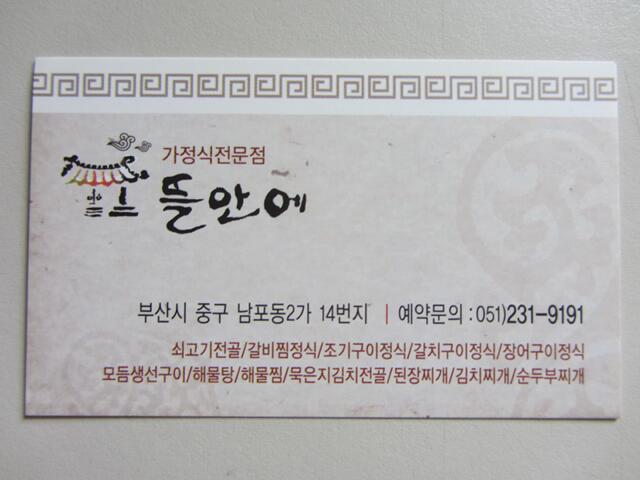 가정식전문점
뜰안에
부산시 중구 남포동2가 14번지 | 예약문의 : 051)231-9191
쇠고기전골/갈비찜정식/조기구이정식/갈치구이정식/장어구이정식
모듬생선구이/해물탕/해물찜/묵은지김치전골/된장찌개/김치찌개/순두부찌개